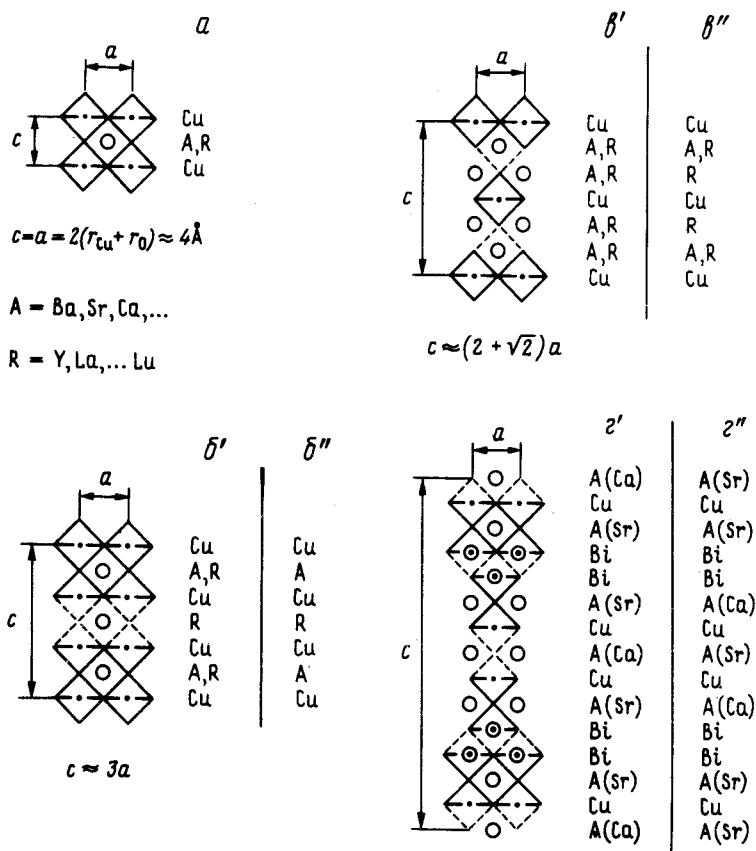 а
a
c
Cu
A,R
Cu
c=a=2(r_Cu+r_O)≈4Å
A = Ba,Sr,Ca,...
R = Y,La,... Lu
в′ в″
a
c
Cu Cu
A,R A,R
A,R R
Cu Cu
A,R R
A,R A,R
Cu Cu
c≈(2+√2)a
б′ б″
a
c
Cu Cu
A,R A
Cu Cu
R R
Cu Cu
A,R A
Cu Cu
c≈3a
г′ г″
a
c
A(Ca) A(Sr)
Cu Cu
A(Sr) A(Sr)
Bi Bi
Bi Bi
A(Sr) A(Ca)
Cu Cu
A(Ca) A(Sr)
Cu Cu
A(Sr) A(Ca)
Bi Bi
Bi Bi
A(Sr) A(Sr)
Cu Cu
A(Ca) A(Sr)